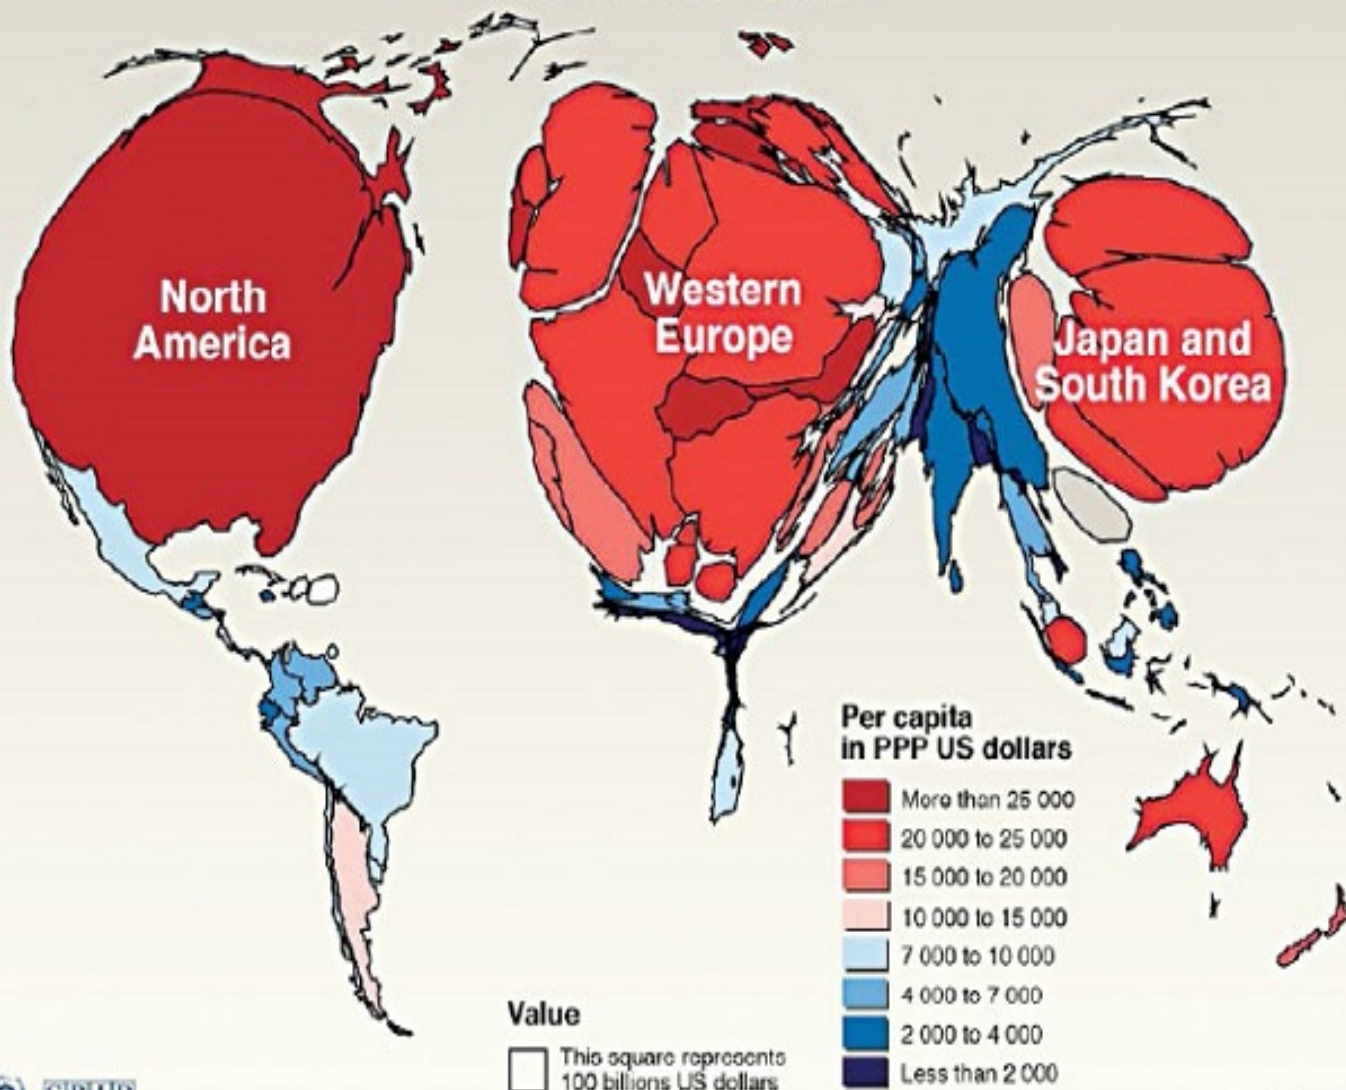 North
America
Western
Europe
Japan and
South Korea
Per capita
in PPP US dollars
More than 25 000
20 000 to 25 000
15 000 to 20 000
10 000 to 15 000
7 000 to 10 000
4 000 to 7 000
2 000 to 4 000
Less than 2 000
Value
This square represents
100 billions US dollars